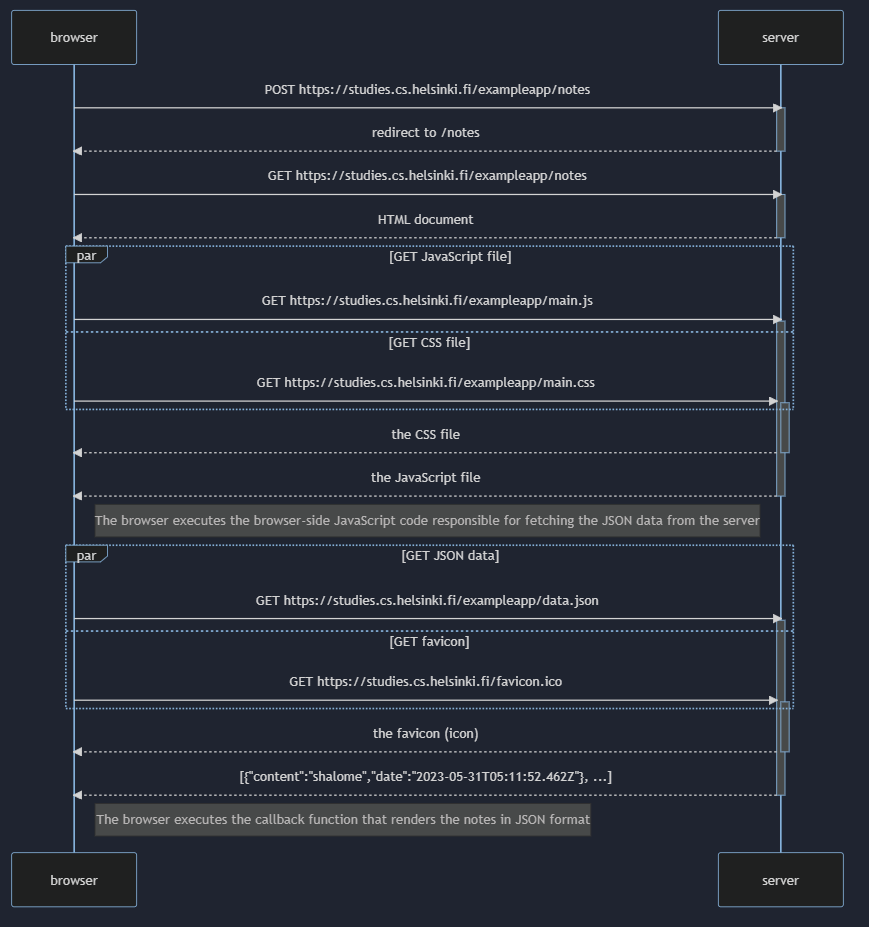 browser
server
POST https://studies.cs.helsinki.fi/exampleapp/notes
redirect to /notes
GET https://studies.cs.helsinki.fi/exampleapp/notes
HTML document
par
[GET JavaScript file]
GET https://studies.cs.helsinki.fi/exampleapp/main.js
[GET CSS file]
GET https://studies.cs.helsinki.fi/exampleapp/main.css
the CSS file
the JavaScript file
The browser executes the browser-side JavaScript code responsible for fetching the JSON data from the server
par
[GET JSON data]
GET https://studies.cs.helsinki.fi/exampleapp/data.json
[GET favicon]
GET https://studies.cs.helsinki.fi/favicon.ico
the favicon (icon)
[{"content":"shalome","date":"2023-05-31T05:11:52.462Z"}, ...]
The browser executes the callback function that renders the notes in JSON format
browser
server